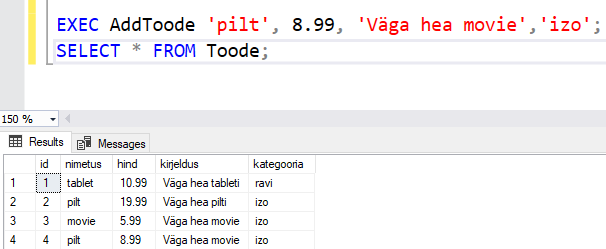 EXEC AddToode 'pilt', 8.99, 'Väga hea movie','izo';
SELECT * FROM Toode;
150 %
Results Messages
id nimetus hind kirjeldus kategooria
1 1 tablet 10.99 Väga hea tableti ravi
2 2 pilt 19.99 Väga hea pilti izo
3 3 movie 5.99 Väga hea movie izo
4 4 pilt 8.99 Väga hea movie izo